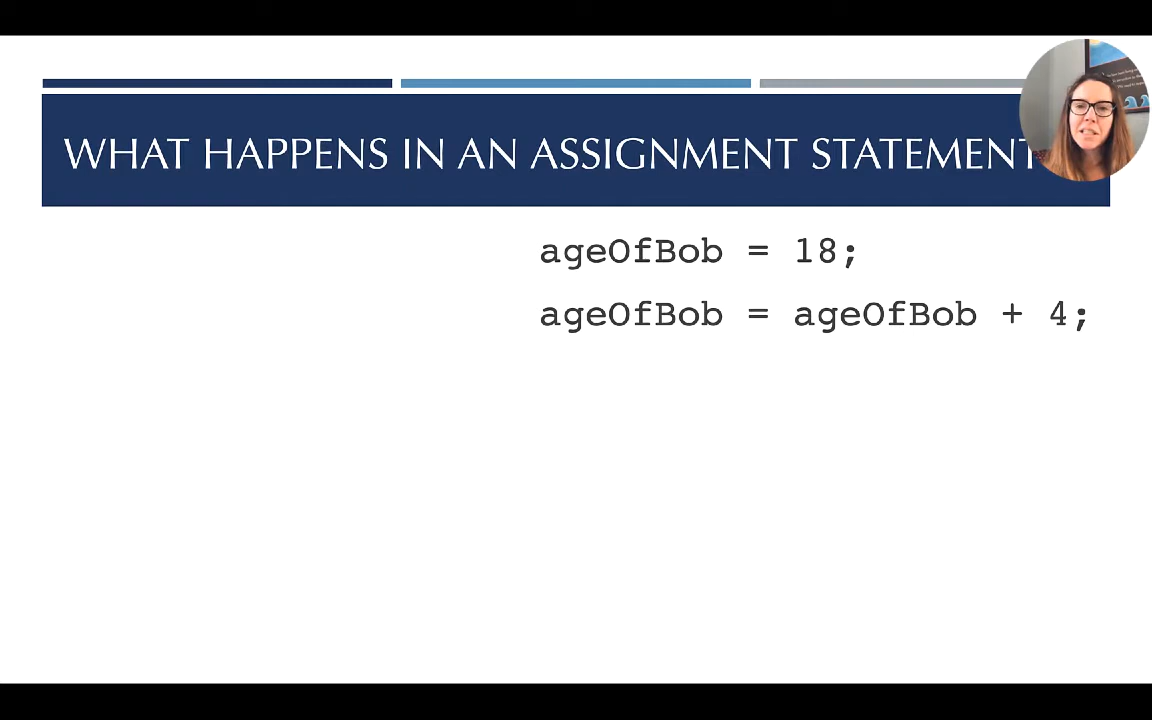 WHAT HAPPENS IN AN ASSIGNMENT STATEMENT
ageOfBob = 18;
ageOfBob = ageOfBob + 4;